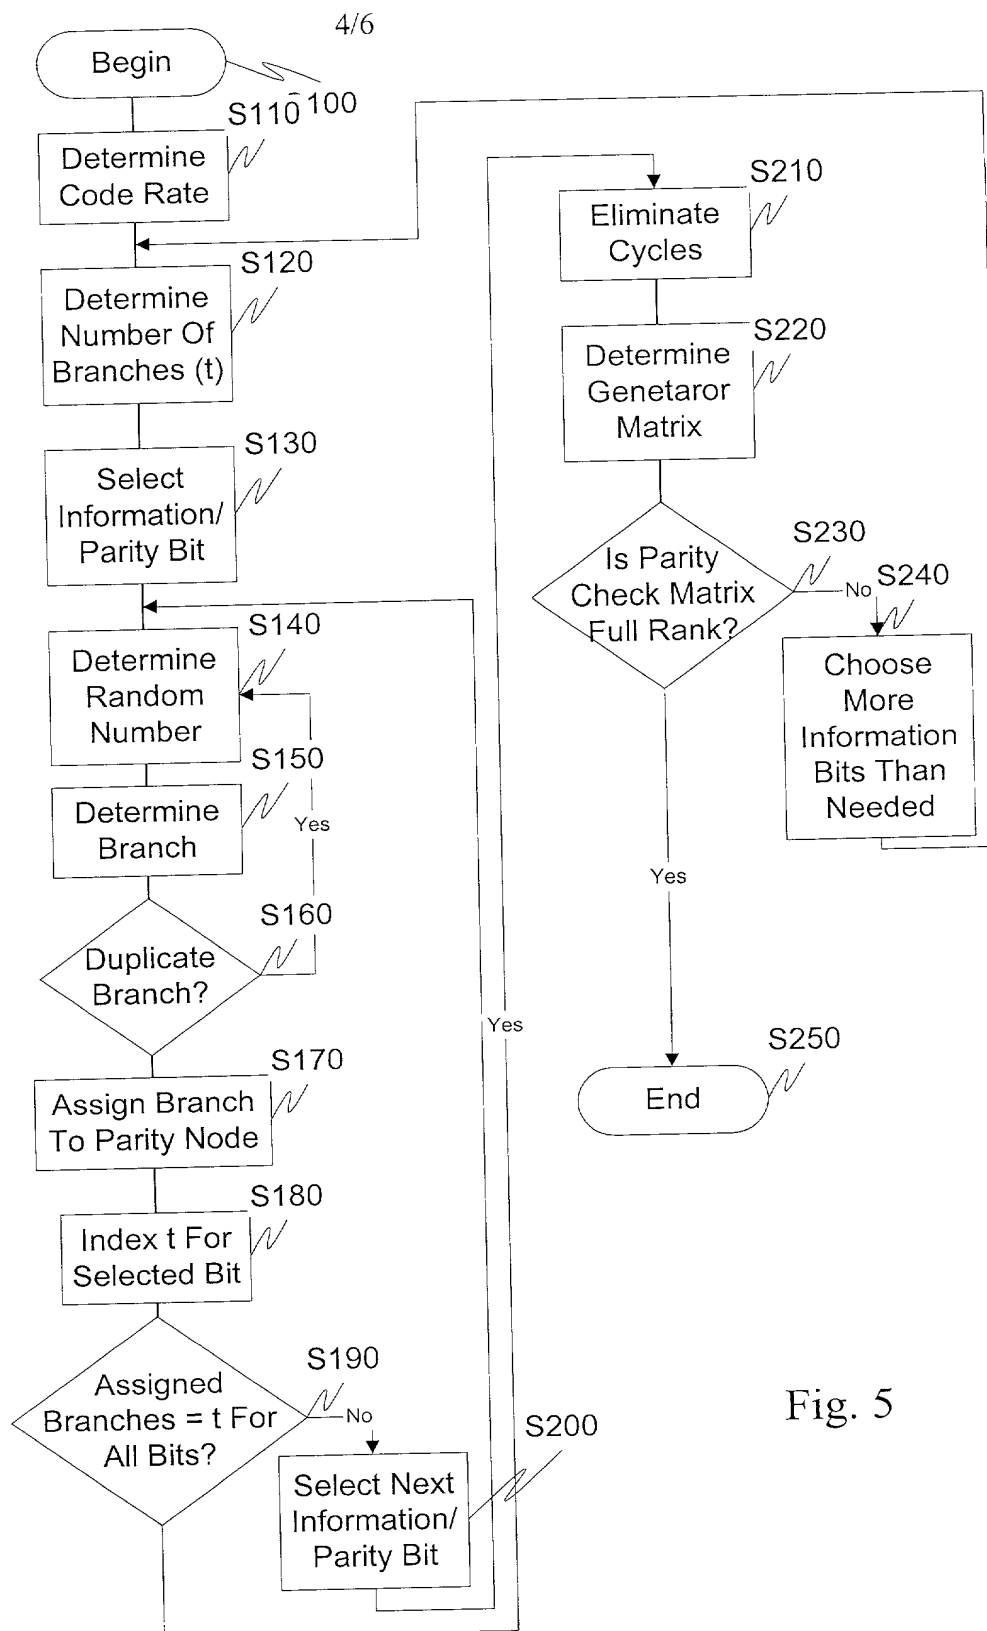 4/6
Begin
100
S110
Determine
Code Rate
S120
Determine
Number Of
Branches (t)
S130
Select
Information/
Parity Bit
S140
Determine
Random
Number
S150
Determine
Branch
Yes
S160
Duplicate
Branch?
S170
Assign Branch
To Parity Node
S180
Index t For
Selected Bit
S190
Assigned
Branches = t For
All Bits?
No
S200
Select Next
Information/
Parity Bit
Yes
S210
Eliminate
Cycles
S220
Determine
Genetaror
Matrix
S230
Is Parity
Check Matrix
Full Rank?
No
S240
Choose
More
Information
Bits Than
Needed
Yes
S250
End
Fig. 5